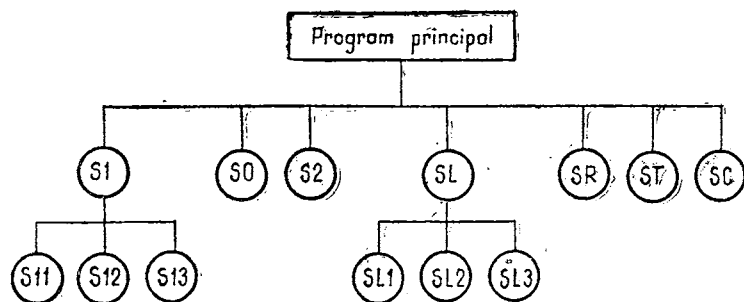 Program principal
S1 S0 S2 SL SR ST SC
S11 S12 S13 SL1 SL2 SL3